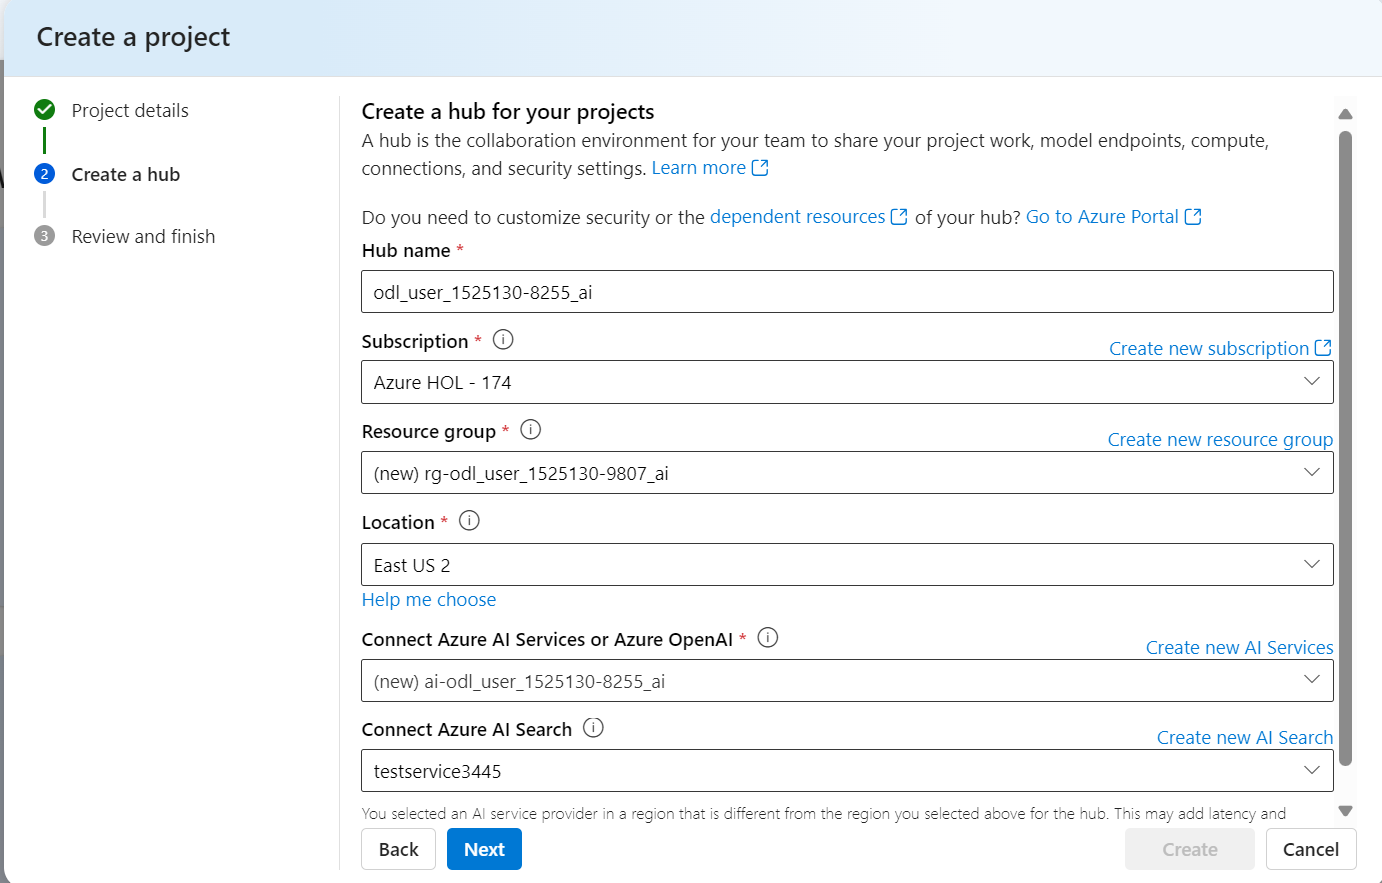 Create a project
Project details
2
Create a hub
3
Review and finish
Create a hub for your projects
A hub is the collaboration environment for your team to share your project work, model endpoints, compute,
connections, and security settings. Learn more
Do you need to customize security or the dependent resources of your hub? Go to Azure Portal
Hub name *
odl_user_1525130-8255_ai
Subscription *
Create new subscription
Azure HOL - 174
Resource group *
Create new resource group
(new) rg-odl_user_1525130-9807_ai
Location *
East US 2
Help me choose
Connect Azure AI Services or Azure OpenAI *
Create new AI Services
(new) ai-odl_user_1525130-8255_ai
Connect Azure AI Search
Create new AI Search
testservice3445
You selected an AI service provider in a region that is different from the region you selected above for the hub. This may add latency and
Back
Next
Create
Cancel